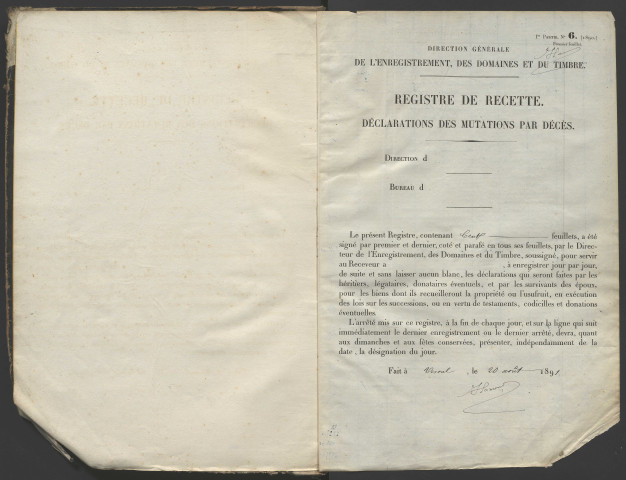 Ire Partie, No 6. (1890)
DIRECTION GÉNÉRALE
DE L'ENREGISTREMENT, DES DOMAINES ET DU TIMBRE.
REGISTRE DE RECETTE.
DÉCLARATIONS DES MUTATIONS PAR DÉCÈS.
DIRECTION d
BUREAU d
Le présent Registre, contenant Cent feuillets, a été
signé par premier et dernier, coté et parafé en tous ses feuillets, par le Direc-
teur de l'Enregistrement, des Domaines et du Timbre, soussigné, pour servir
au Receveur a , à enregistrer jour par jour,
de suite et sans laisser aucun blanc, les déclarations qui seront faites par les
héritiers, légataires, donataires éventuels, et par les survivants des époux,
pour les biens dont ils recueilleront la propriété ou l'usufruit, en exécution
des lois sur les successions, ou en vertu de testaments, codicilles et donations
éventuelles
L'arrêté mis sur ce registre, à la fin de chaque jour, et sur la ligne qui suit
immédiatement le dernier enregistrement ou le dernier arrêté, devra, quant
aux dimanches et aux fêtes conservées, présenter, indépendamment de la
date, la désignation du jour.
Fait à Vesoul, le 20 août 1891